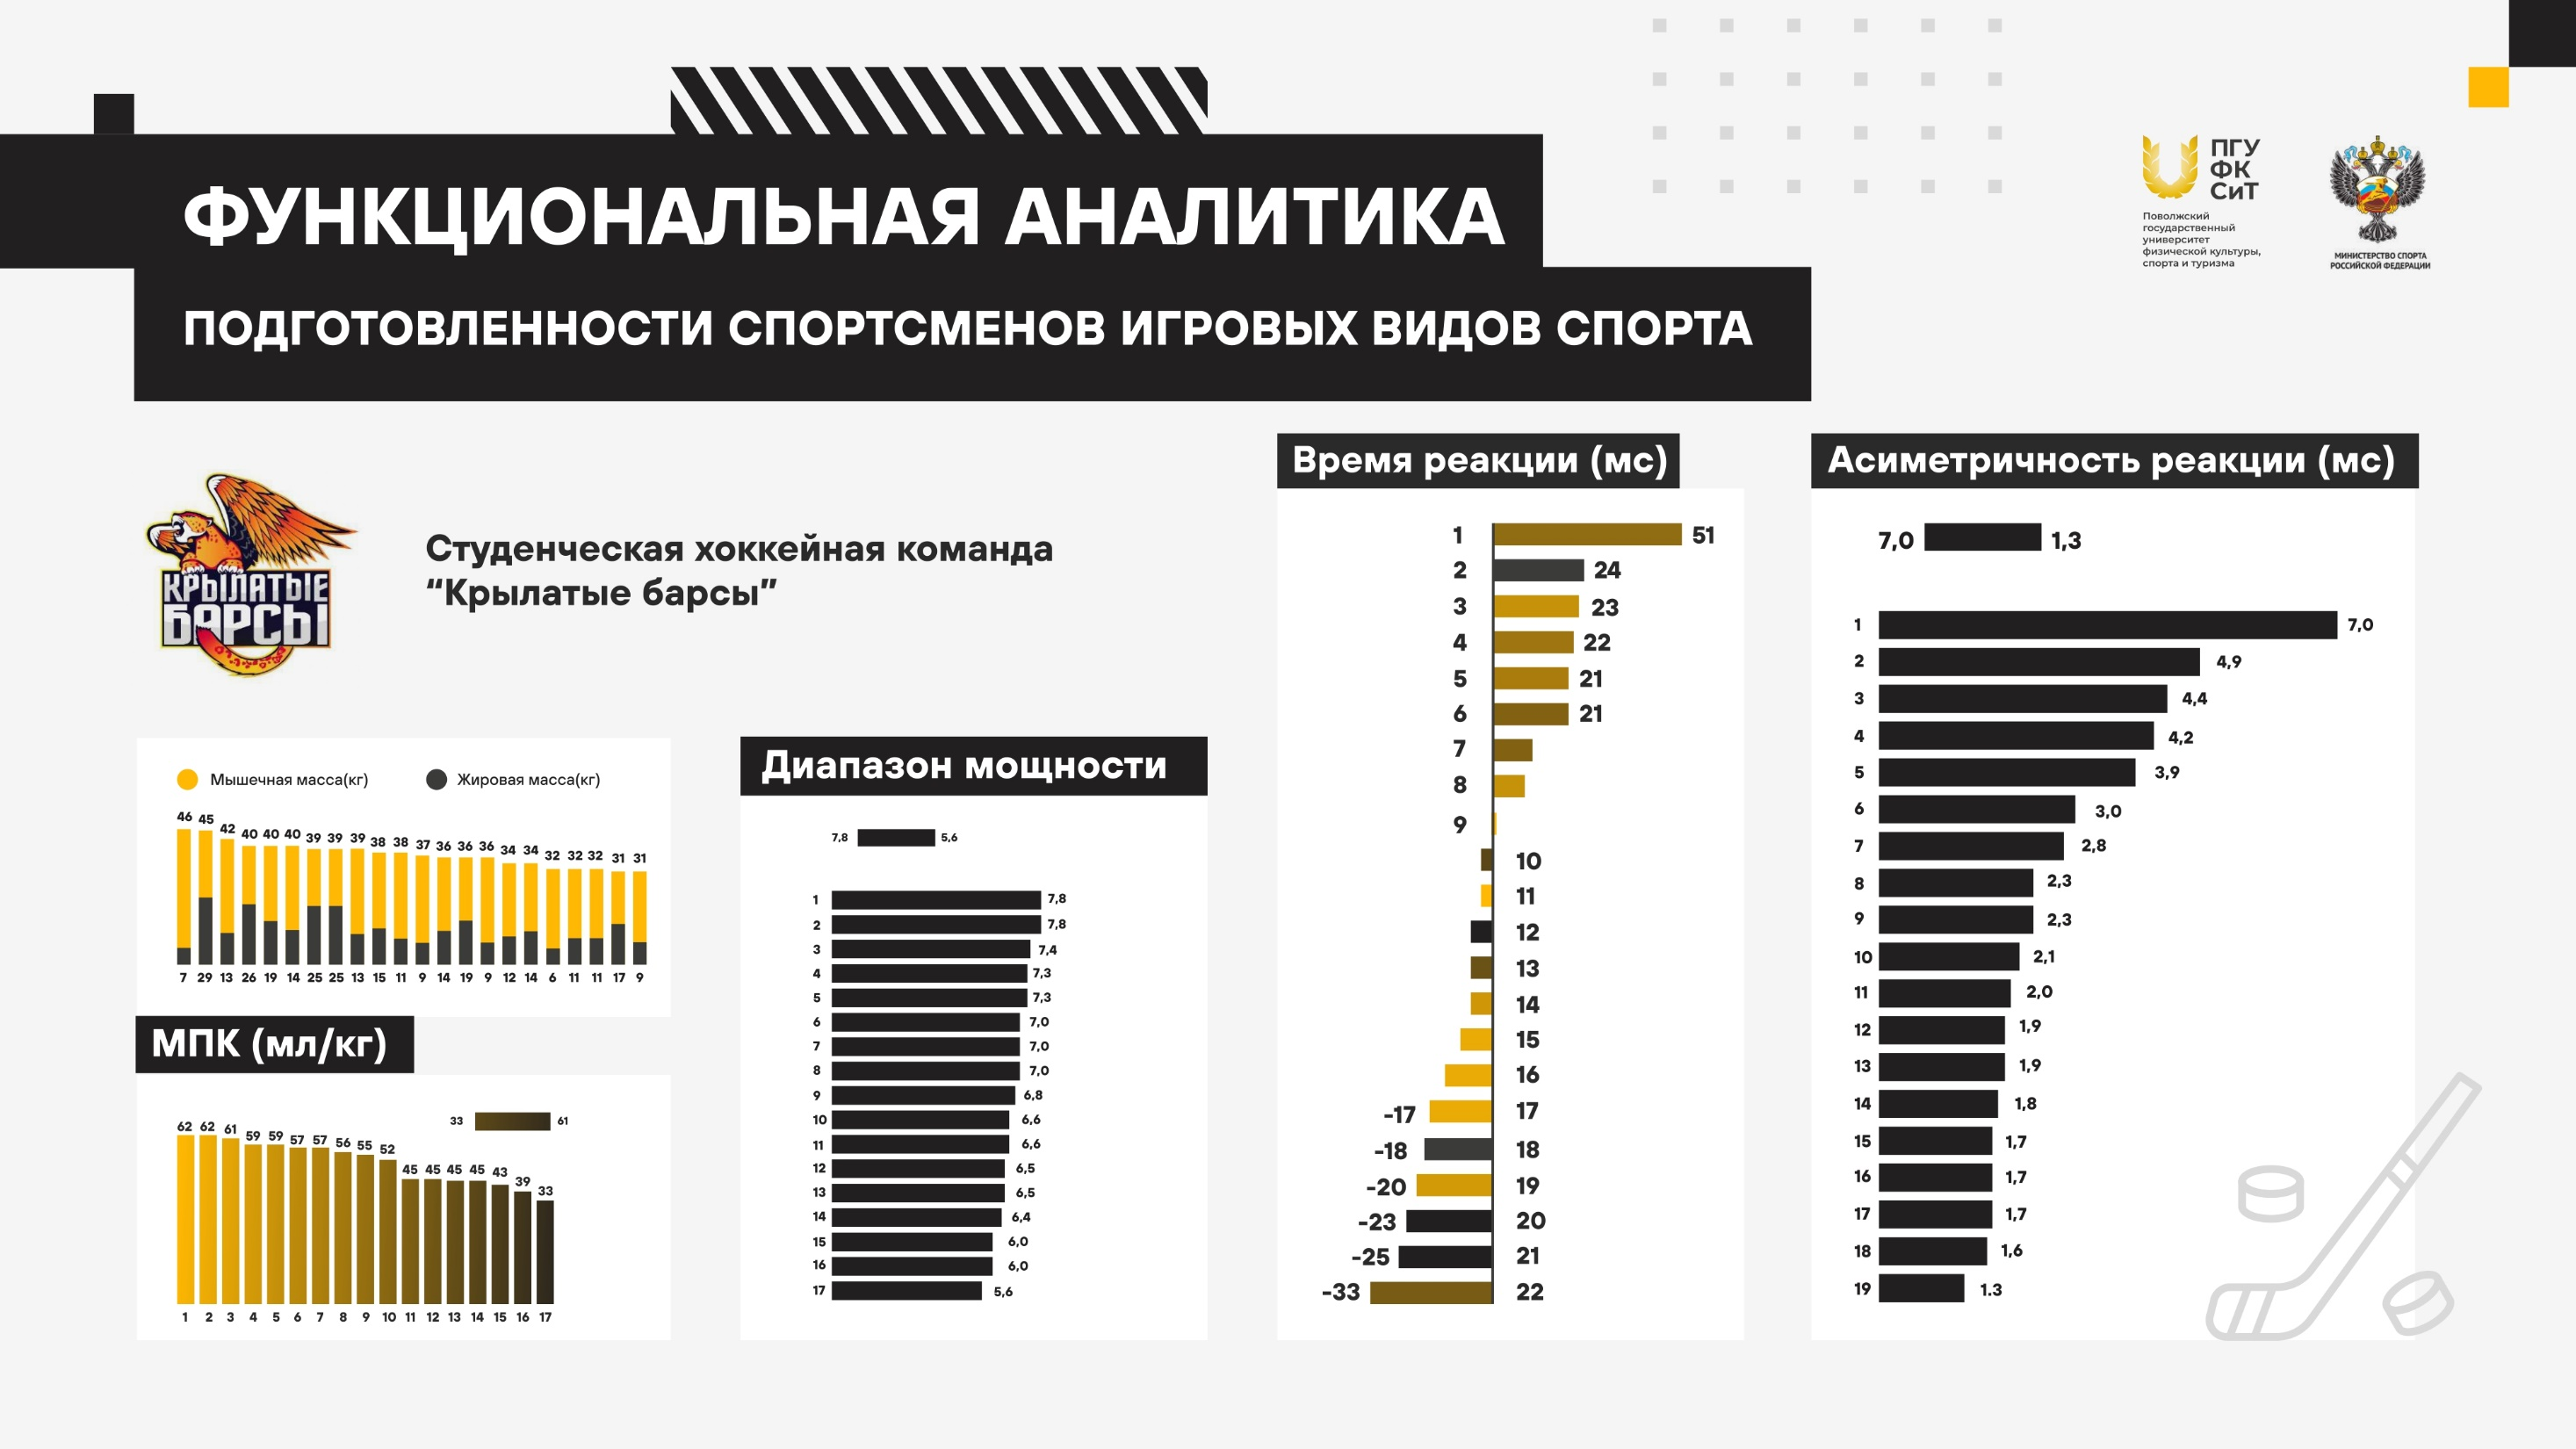 ФУНКЦИОНАЛЬНАЯ АНАЛИТИКА
ПОДГОТОВЛЕННОСТИ СПОРТСМЕНОВ ИГРОВЫХ ВИДОВ СПОРТА
ПГУ
ФК
СиТ
Поволжский
государственный
университет
физической культуры,
спорта и туризма
МИНИСТЕРСТВО СПОРТА
РОССИЙСКОЙ ФЕДЕРАЦИИ
КРЫЛАТЫЕ
БАРСЫ
Студенческая хоккейная команда
“Крылатые барсы”
Мышечная масса(кг) Жировая масса(кг)
46 45 42 40 40 40 39 39 39 38 38 37 36 36 36 34 34 32 32 32 31 31
7 29 13 26 19 14 25 25 13 15 11 9 14 19 9 12 14 6 11 11 17 9
МПК (мл/кг)
33 61
62 62 61 59 59 57 57 56 55 52 45 45 45 45 43 39 33
1 2 3 4 5 6 7 8 9 10 11 12 13 14 15 16 17
Диапазон мощности
7,8 5,6
1 7,8
2 7,8
3 7,4
4 7,3
5 7,3
6 7,0
7 7,0
8 7,0
9 6,8
10 6,6
11 6,6
12 6,5
13 6,5
14 6,4
15 6,0
16 6,0
17 5,6
Время реакции (мс)
1 51
2 24
3 23
4 22
5 21
6 21
7
8
9
10
11
12
13
14
15
16
-17 17
-18 18
-20 19
-23 20
-25 21
-33 22
Асиметричность реакции (мс)
7,0 1,3
1 7,0
2 4,9
3 4,4
4 4,2
5 3,9
6 3,0
7 2,8
8 2,3
9 2,3
10 2,1
11 2,0
12 1,9
13 1,9
14 1,8
15 1,7
16 1,7
17 1,7
18 1,6
19 1.3